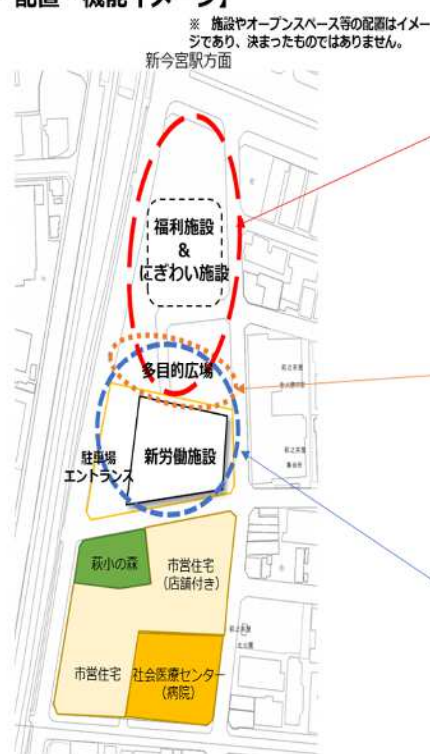 配置・機能イメージ】
※ 施設やオープンスペース等の配置はイメー
ジであり、決まったものではありません。
新今宮駅方面
福利施設
&
にぎわい施設
多目的広場
駐車場
エントランス
新労働施設
萩小の森
市営住宅
(店舗付き)
市営住宅
社会医療センター
(病院)